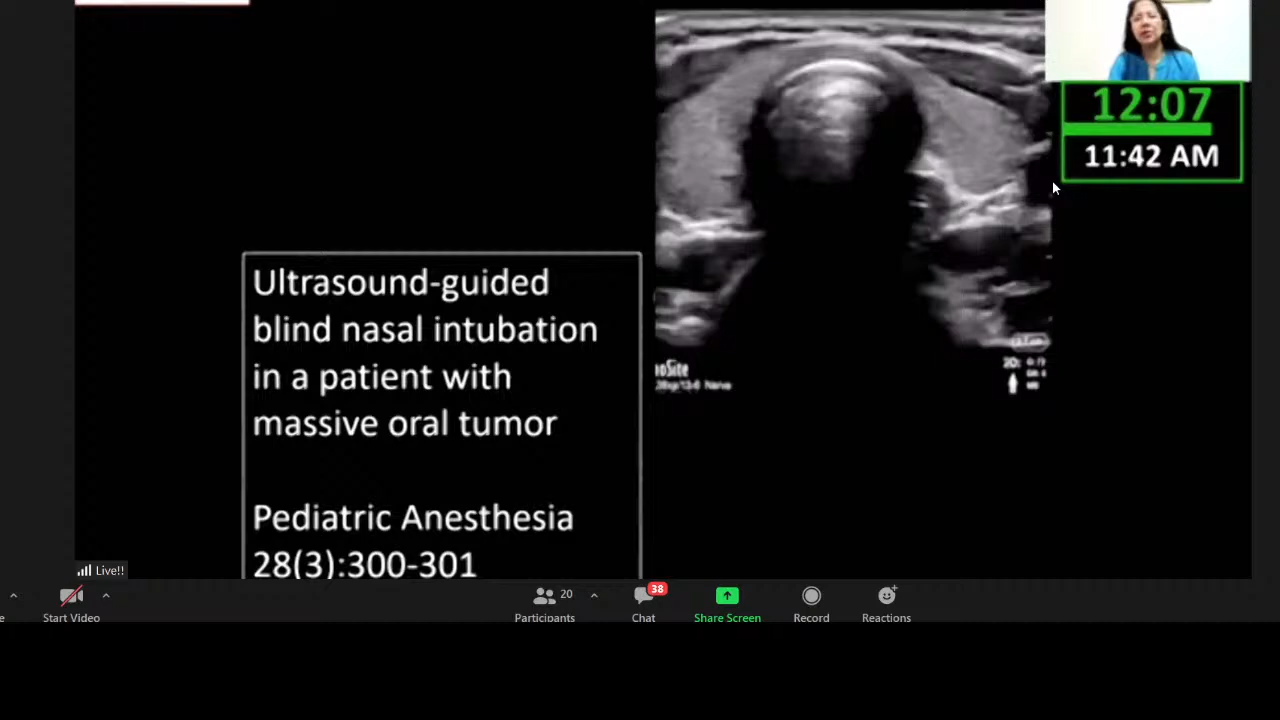 12:07
11:42 AM
Ultrasound-guided
blind nasal intubation
in a patient with
massive oral tumor
Pediatric Anesthesia
28(3):300-301
Live!!
20
38
Start Video
Participants
Chat
Share Screen
Record
Reactions